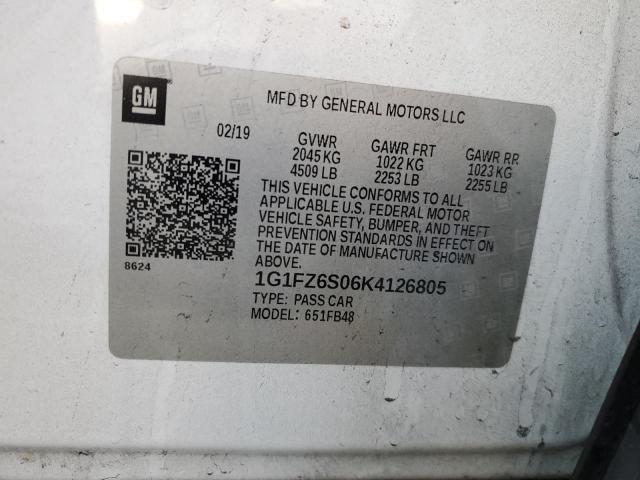 GM
MFD BY GENERAL MOTORS LLC
02/19
GVWR GAWR FRT GAWR RR
2045 KG 1022 KG 1023 KG
4509 LB 2253 LB 2255 LB
THIS VEHICLE CONFORMS TO ALL
APPLICABLE U.S. FEDERAL MOTOR
VEHICLE SAFETY, BUMPER, AND THEFT
PREVENTION STANDARDS IN EFFECT ON
THE DATE OF MANUFACTURE SHOWN
ABOVE.
8624
1G1FZ6S06K4126805
TYPE: PASS CAR
MODEL: 651FB48